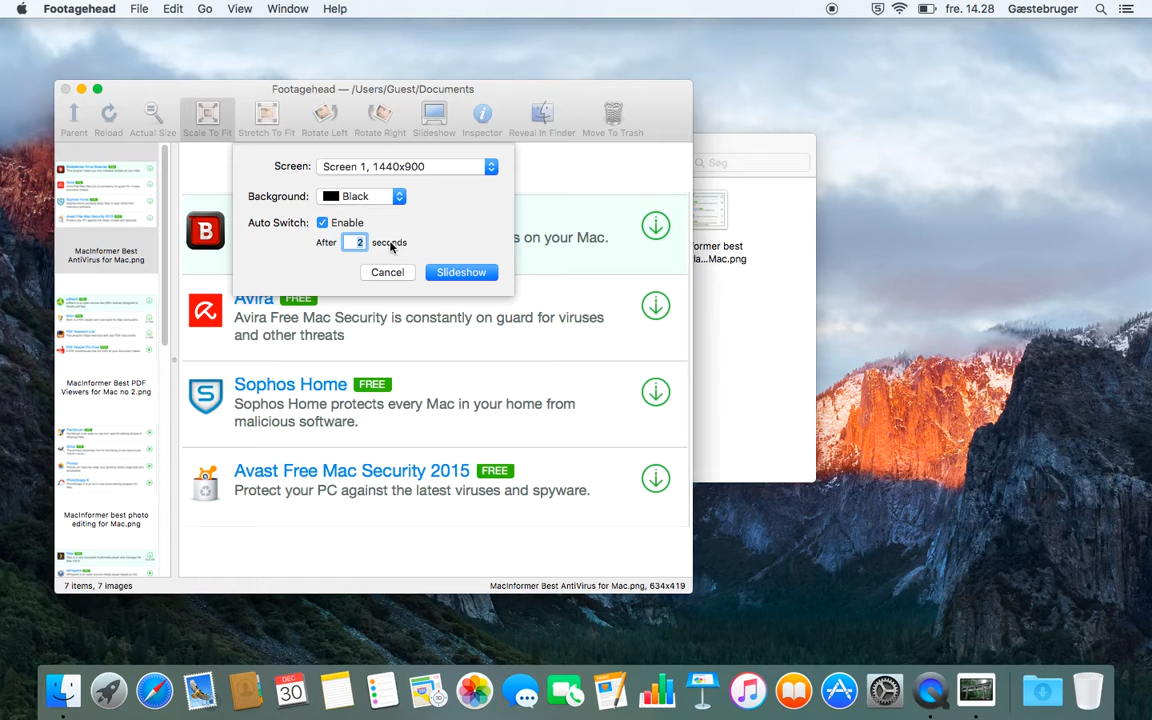 Footagehead File Edit Go View Window Help
fre. 14.28 Gæstebruger
Footagehead — /Users/Guest/Documents
Parent Reload Actual Size Scale To Fit Stretch To Fit Rotate Left Rotate Right Slideshow Inspector Reveal In Finder Move To Trash
Søg
Screen: Screen 1, 1440x900
Background: Black
Auto Switch: Enable
After 2 seconds
Cancel Slideshow
s on your Mac.
ormer best
la...Mac.png
MacInformer Best
AntiVirus for Mac.png
MacInformer Best PDF
Viewers for Mac no 2.png
MacInformer best photo
editing for Mac.png
Avira FREE
Avira Free Mac Security is constantly on guard for viruses
and other threats
Sophos Home FREE
Sophos Home protects every Mac in your home from
malicious software.
Avast Free Mac Security 2015 FREE
Protect your PC against the latest viruses and spyware.
7 items, 7 images
MacInformer Best AntiVirus for Mac.png, 634x419
DEC
30